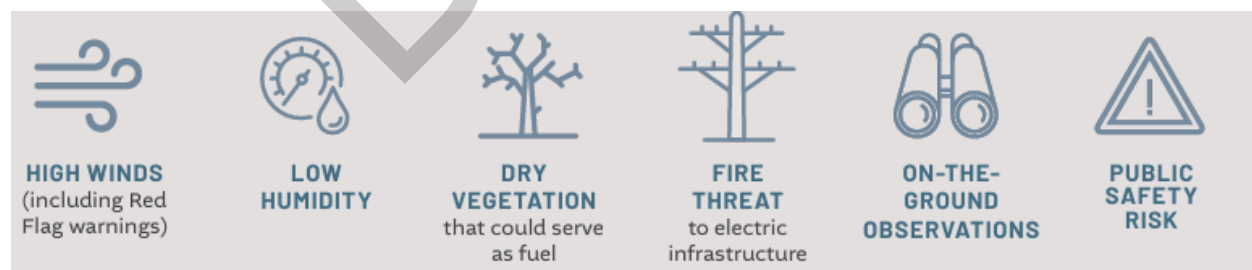 HIGH WINDS
(including Red
Flag warnings)
LOW
HUMIDITY
DRY
VEGETATION
that could serve
as fuel
FIRE
THREAT
to electric
infrastructure
ON-THE-
GROUND
OBSERVATIONS
PUBLIC
SAFETY
RISK